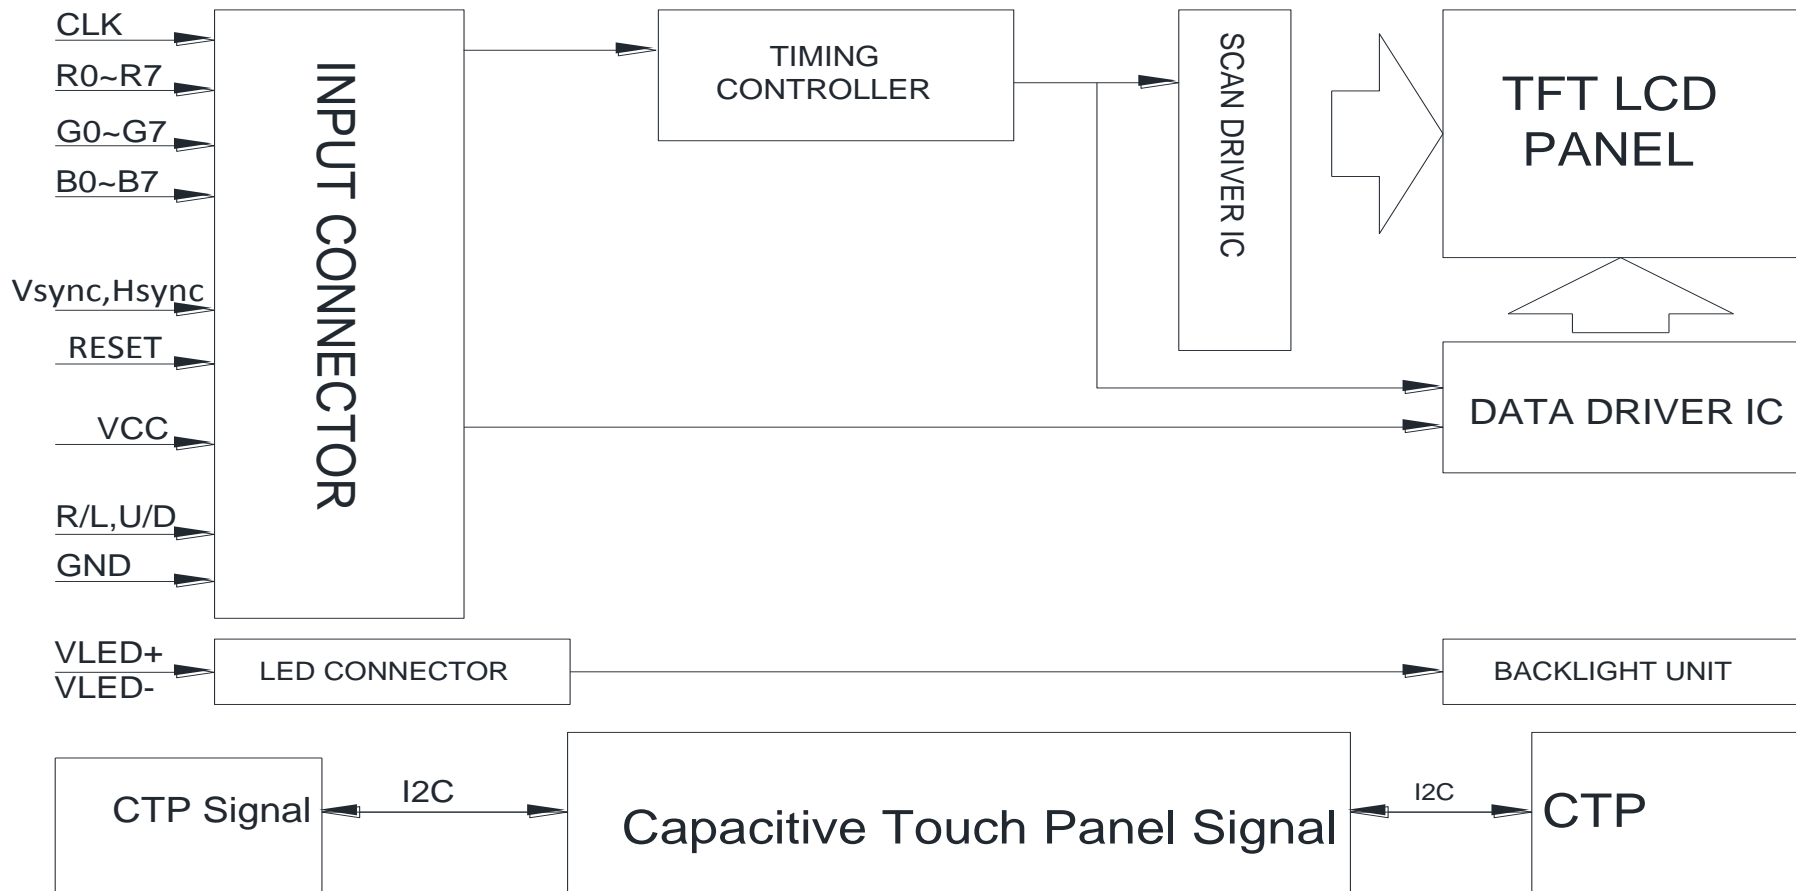 CLK
R0~R7
G0~G7
B0~B7
Vsync,Hsync
RESET
VCC
R/L,U/D
GND
INPUT CONNECTOR
TIMING
CONTROLLER
SCAN DRIVER IC
TFT LCD
PANEL
DATA DRIVER IC
VLED+
VLED-
LED CONNECTOR
BACKLIGHT UNIT
CTP Signal
I2C
Capacitive Touch Panel Signal
I2C
CTP